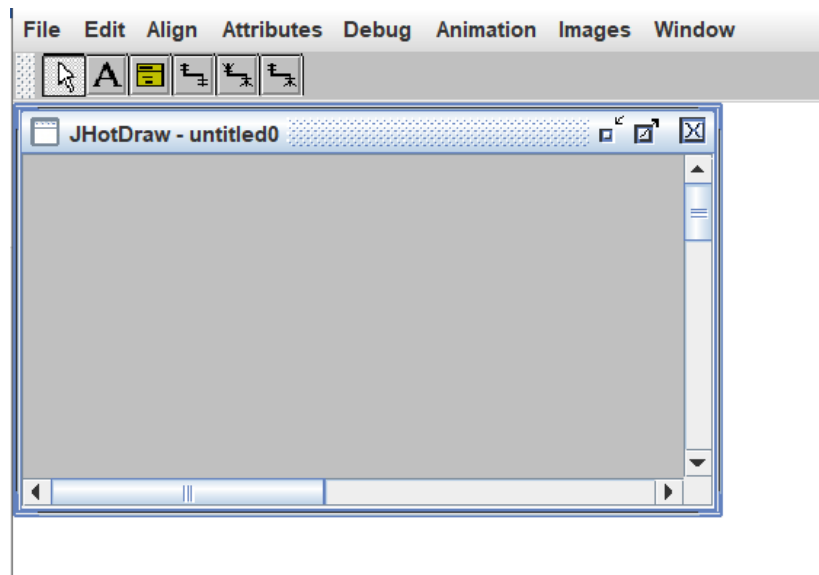 File Edit Align Attributes Debug Animation Images Window
A
JHotDraw - untitled0